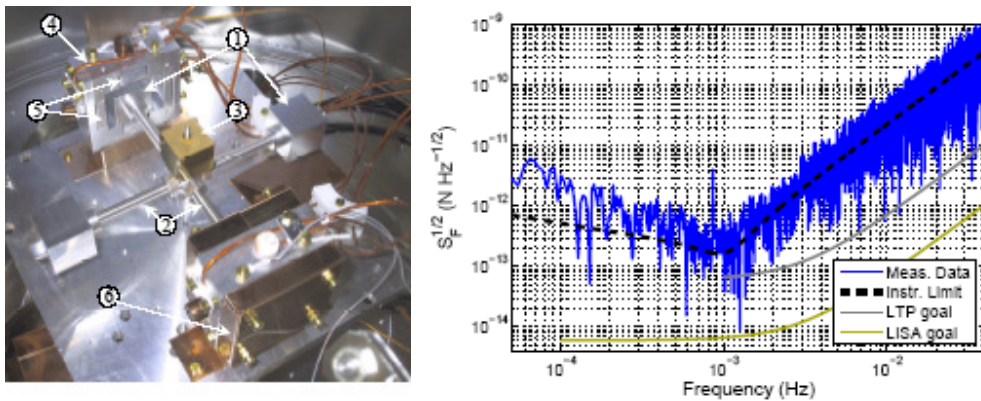 4
1
5
3
2
6
10⁻⁹
10⁻¹⁰
10⁻¹¹
10⁻¹²
10⁻¹³
10⁻¹⁴
S_F^{1/2} (N Hz^{-1/2})
Meas. Data
Instr. Limit
LTP goal
LISA goal
10⁻⁴
10⁻³
10⁻²
Frequency (Hz)